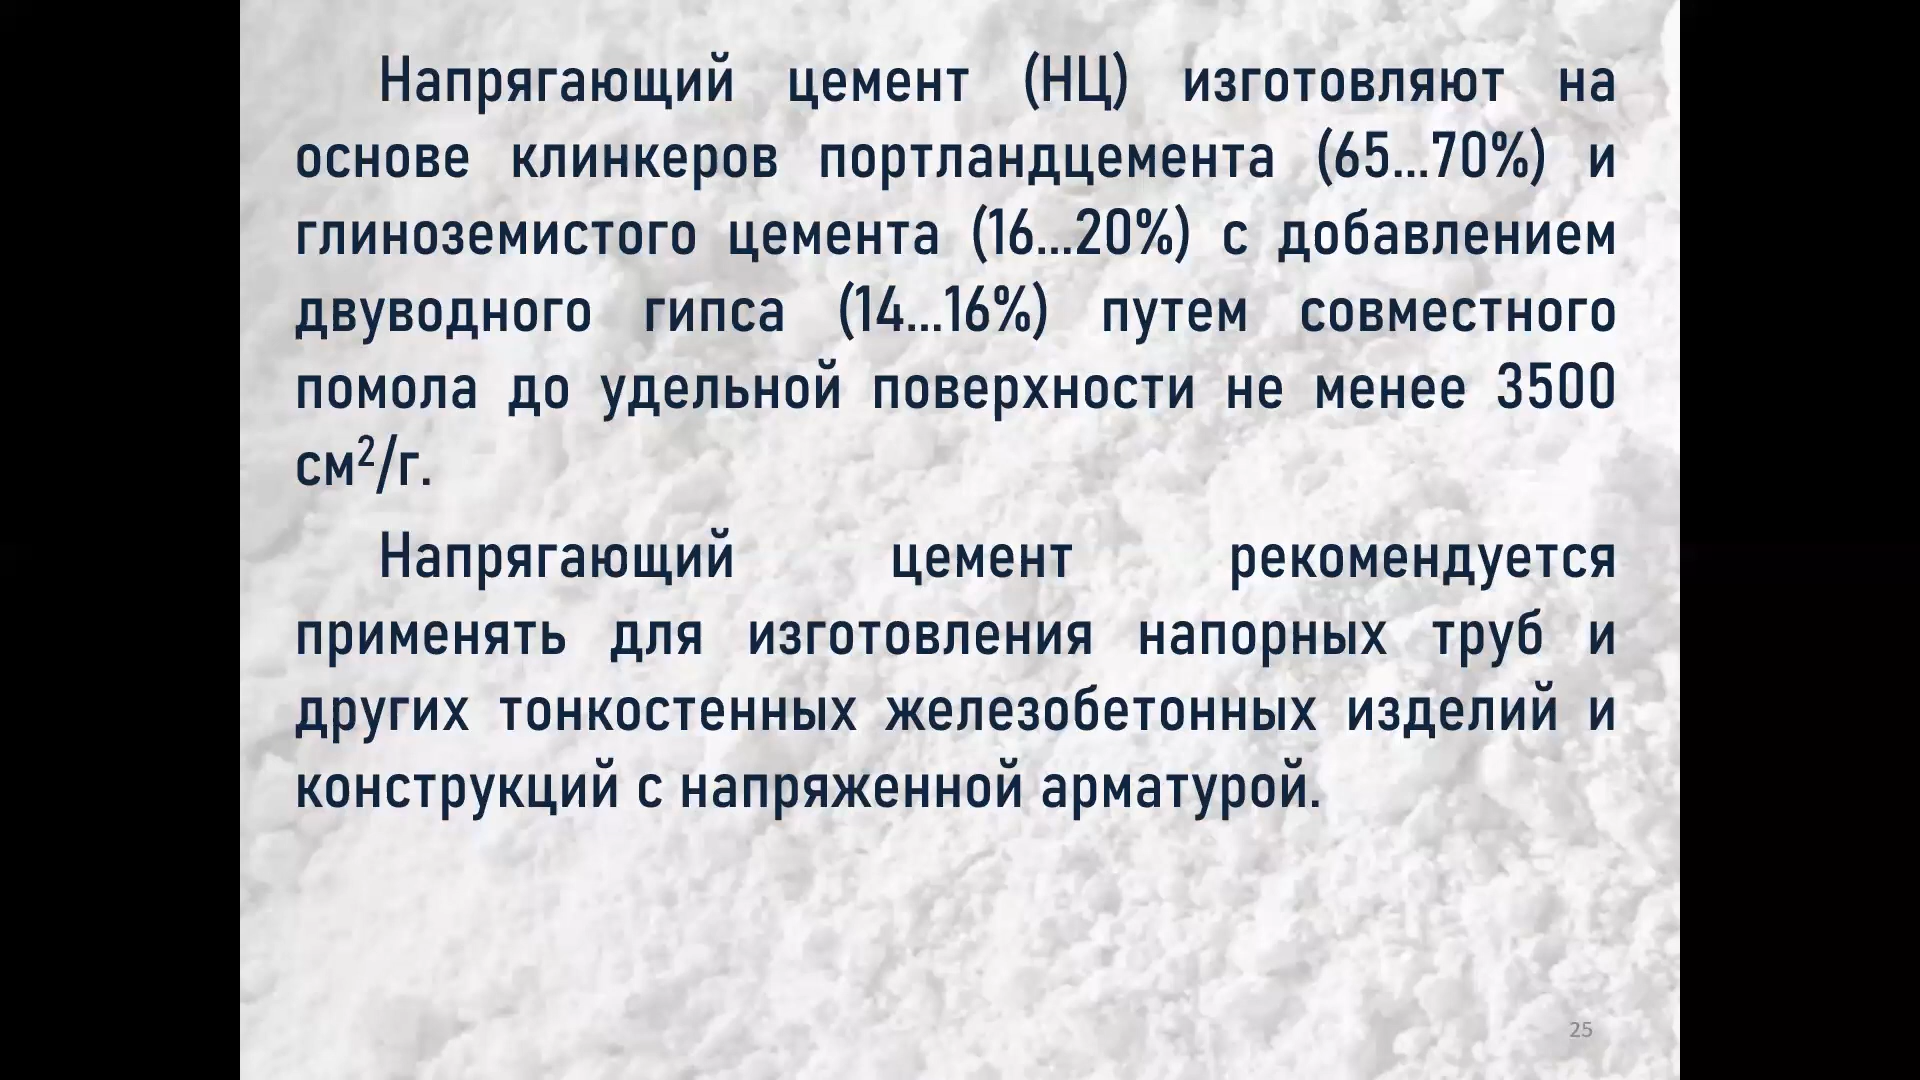 Напрягающий цемент (НЦ) изготовляют на
основе клинкеров портландцемента (65...70%) и
глиноземистого цемента (16...20%) с добавлением
двуводного гипса (14...16%) путем совместного
помола до удельной поверхности не менее 3500
см²/г.
Напрягающий цемент рекомендуется
применять для изготовления напорных труб и
других тонкостенных железобетонных изделий и
конструкций с напряженной арматурой.
25